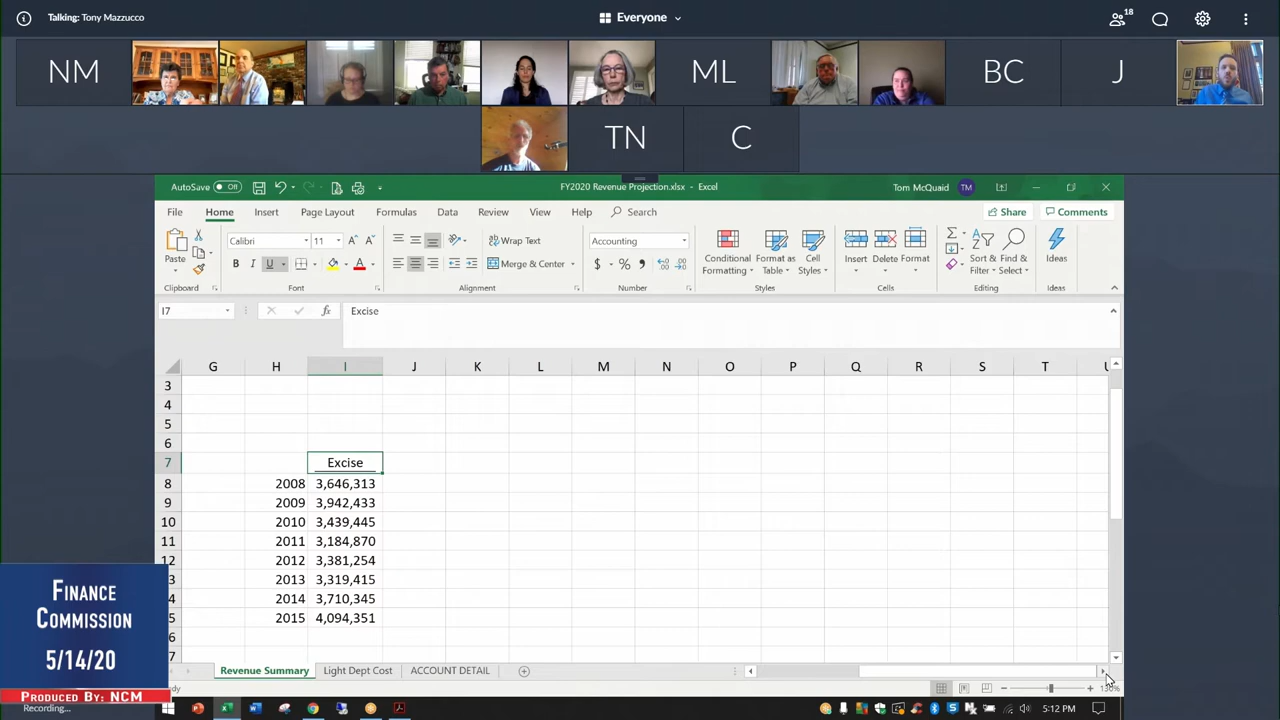 Talking: Tony Mazzucco
Everyone
18
NM
ML
BC
J
TN
C
AutoSave Off
FY2020 Revenue Projection.xlsx - Excel
Tom McQuaid TM
File Home Insert Page Layout Formulas Data Review View Help Search
Share Comments
Paste
Calibri 11
B I U
Wrap Text
Merge & Center
Accounting
$ % ,
Conditional Formatting
Format as Table
Cell Styles
Insert Delete Format
Sort & Filter
Find & Select
Ideas
Clipboard Font Alignment Number Styles Cells Editing Ideas
I7 fx Excise
G H I J K L M N O P Q R S T U
3
4
5
6
7 Excise
8 2008 3,646,313
9 2009 3,942,433
10 2010 3,439,445
11 2011 3,184,870
12 2012 3,381,254
3 2013 3,319,415
4 2014 3,710,345
5 2015 4,094,351
6
7
Revenue Summary Light Dept Cost ACCOUNT DETAIL
Finance
Commission
5/14/20
Produced By: NCM
Recording...
5:12 PM